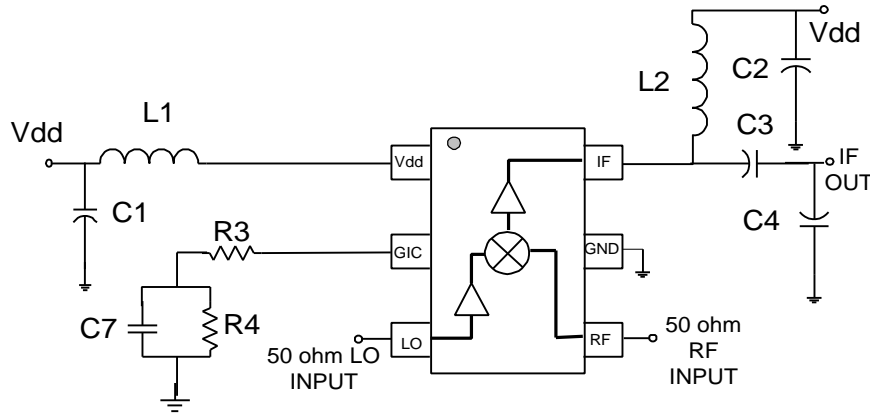 Vdd
L2
C2
L1
C3
Vdd
Vdd
IF
IF
OUT
C1
C4
R3
GIC
GND
C7
R4
LO
RF
50 ohm LO
INPUT
50 ohm
RF
INPUT